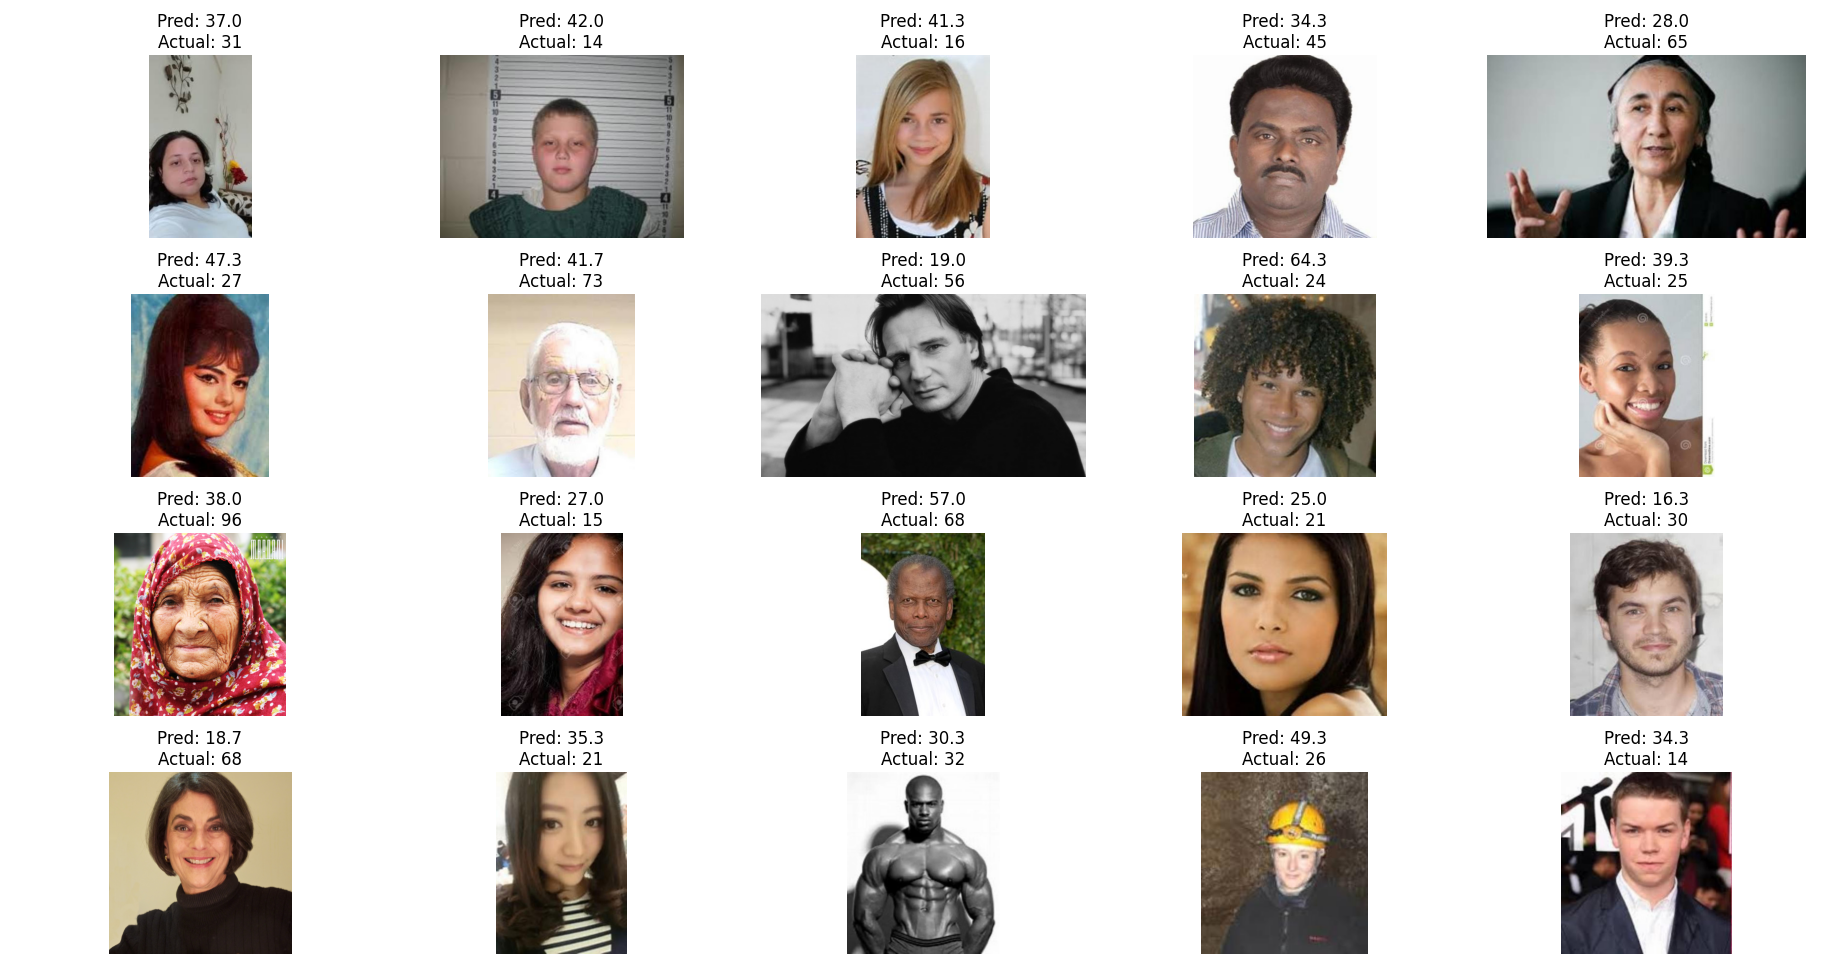 Pred: 37.0
Actual: 31
Pred: 42.0
Actual: 14
Pred: 41.3
Actual: 16
Pred: 34.3
Actual: 45
Pred: 28.0
Actual: 65
Pred: 47.3
Actual: 27
Pred: 41.7
Actual: 73
Pred: 19.0
Actual: 56
Pred: 64.3
Actual: 24
Pred: 39.3
Actual: 25
Pred: 38.0
Actual: 96
Pred: 27.0
Actual: 15
Pred: 57.0
Actual: 68
Pred: 25.0
Actual: 21
Pred: 16.3
Actual: 30
Pred: 18.7
Actual: 68
Pred: 35.3
Actual: 21
Pred: 30.3
Actual: 32
Pred: 49.3
Actual: 26
Pred: 34.3
Actual: 14